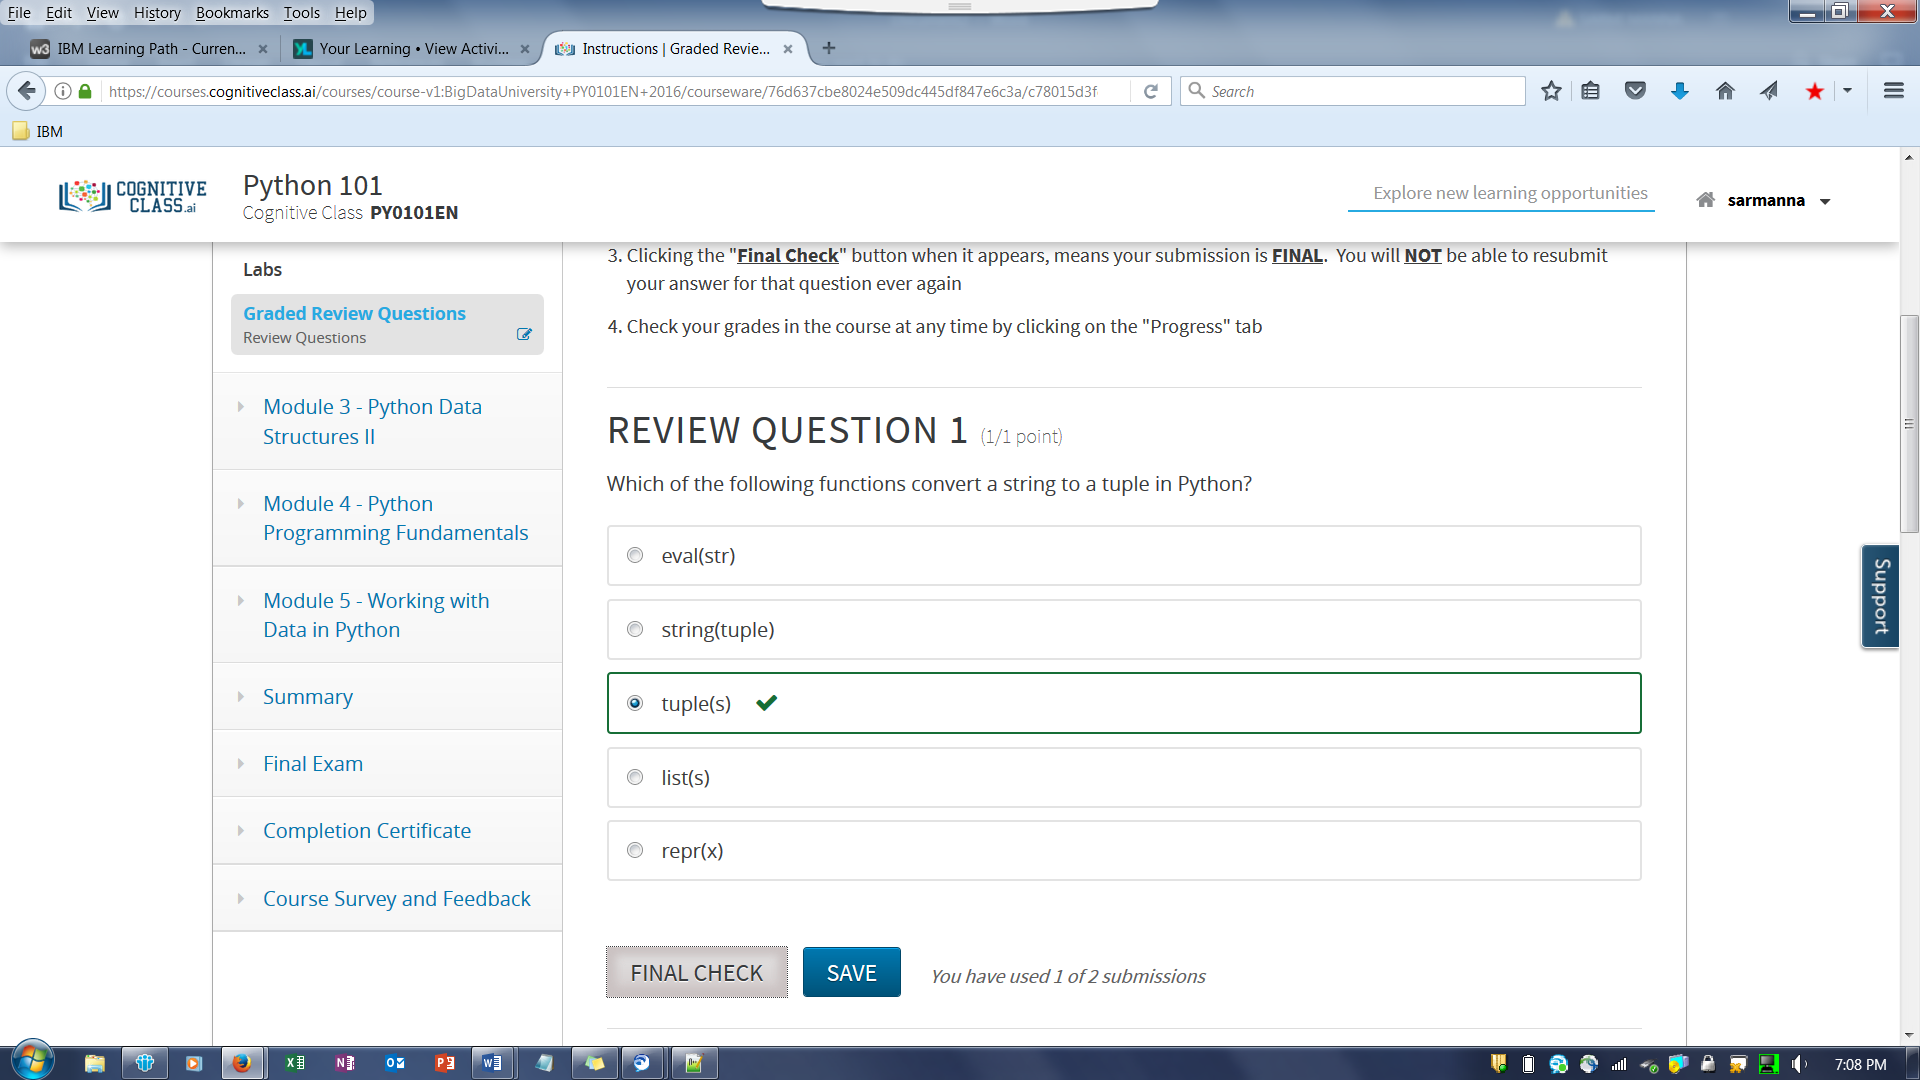 File Edit View History Bookmarks Tools Help
w3 IBM Learning Path - Curren... × YL Your Learning • View Activi... × Instructions | Graded Revie... × +
https://courses.cognitiveclass.ai/courses/course-v1:BigDataUniversity+PY0101EN+2016/courseware/76d637cbe8024e509dc445df847e6c3a/c78015d3f
Search
IBM
COGNITIVE
CLASS.ai
Python 101
Cognitive Class PY0101EN
Explore new learning opportunities
sarmanna
Labs
Graded Review Questions
Review Questions
Module 3 - Python Data
Structures II
Module 4 - Python
Programming Fundamentals
Module 5 - Working with
Data in Python
Summary
Final Exam
Completion Certificate
Course Survey and Feedback
3. Clicking the "Final Check" button when it appears, means your submission is FINAL. You will NOT be able to resubmit
your answer for that question ever again
4. Check your grades in the course at any time by clicking on the "Progress" tab
REVIEW QUESTION 1 (1/1 point)
Which of the following functions convert a string to a tuple in Python?
eval(str)
string(tuple)
tuple(s)
list(s)
repr(x)
FINAL CHECK SAVE You have used 1 of 2 submissions
Support
7:08 PM